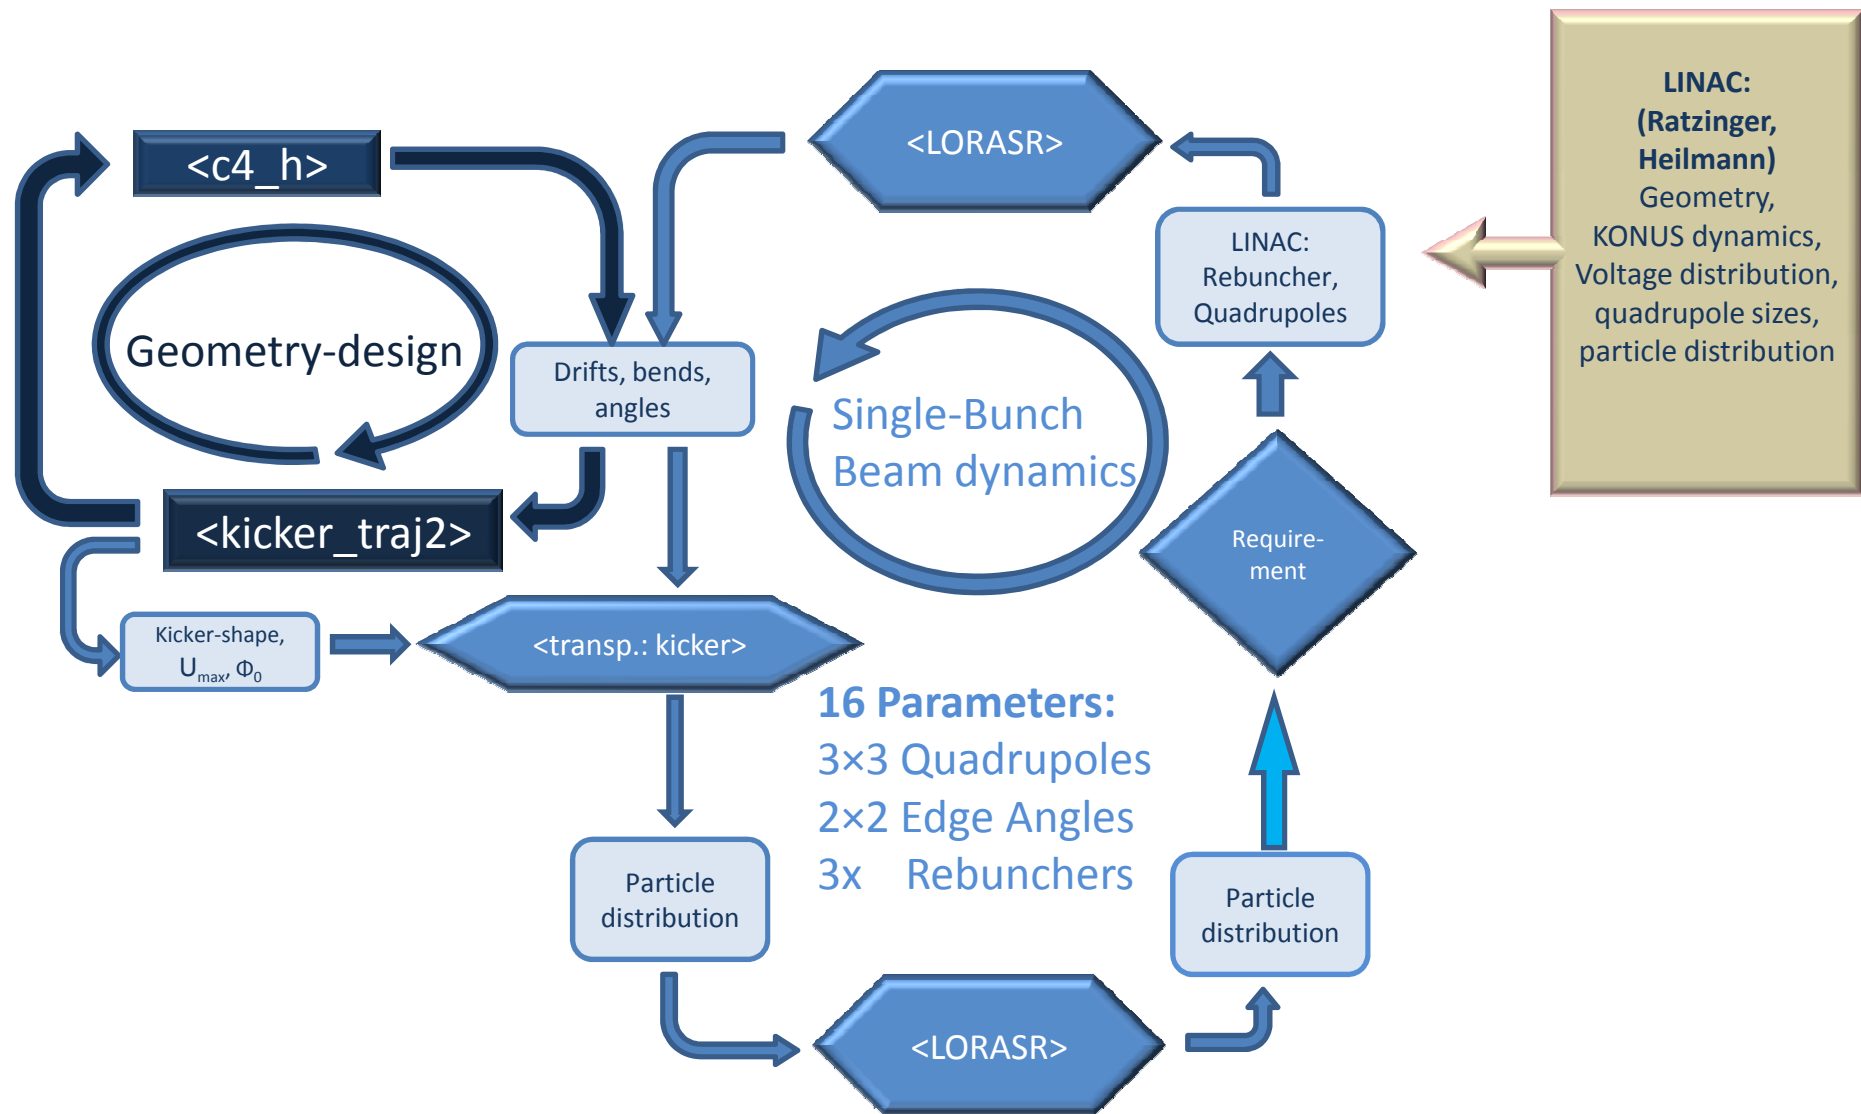 <c4_h>
Geometry-design
<kicker_traj2>
Kicker-shape,
Umax, Φ0
<LORASR>
Drifts, bends,
angles
Single-Bunch
Beam dynamics
<transp.: kicker>
16 Parameters:
3×3 Quadrupoles
2×2 Edge Angles
3x Rebunchers
Particle
distribution
<LORASR>
Particle
distribution
Require-
ment
LINAC:
Rebuncher,
Quadrupoles
LINAC:
(Ratzinger,
Heilmann)
Geometry,
KONUS dynamics,
Voltage distribution,
quadrupole sizes,
particle distribution